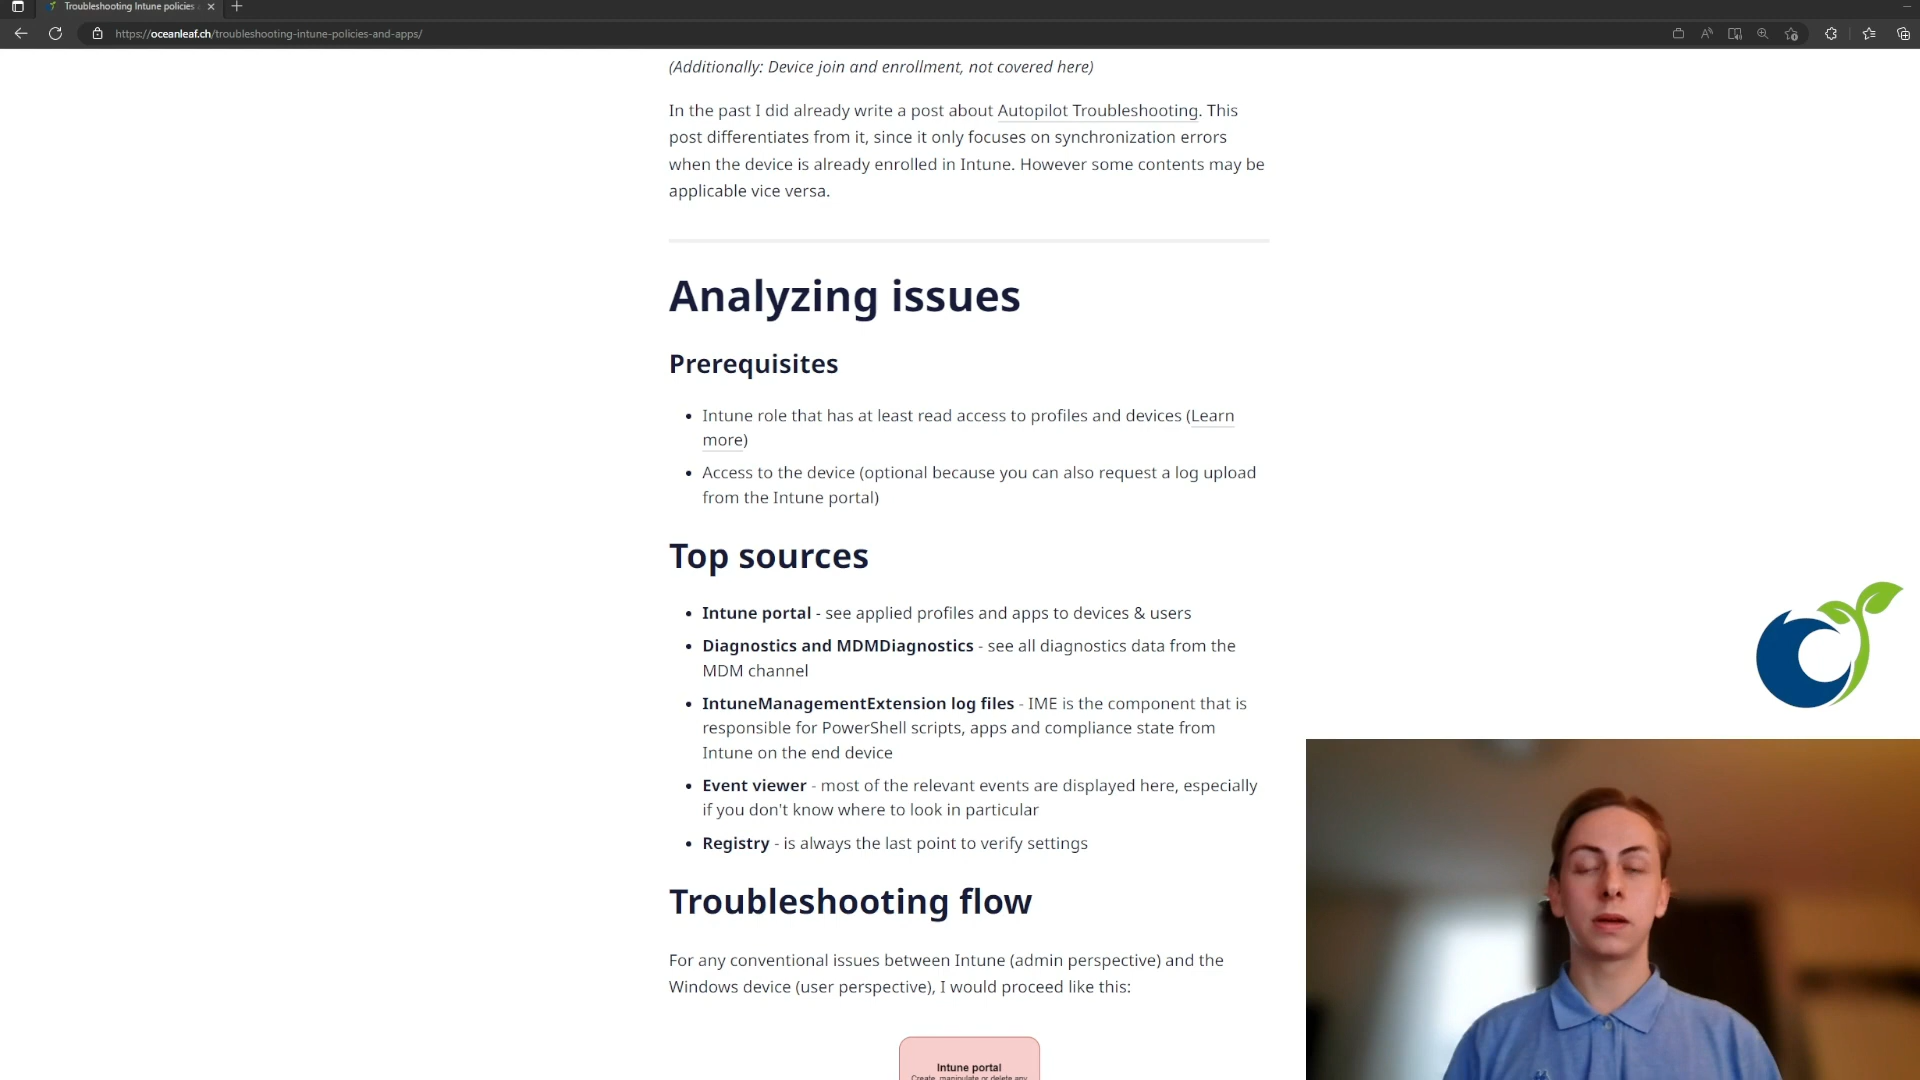 Troubleshooting Intune policies
https://oceanleaf.ch/troubleshooting-intune-policies-and-apps/
(Additionally: Device join and enrollment, not covered here)
In the past I did already write a post about Autopilot Troubleshooting. This
post differentiates from it, since it only focuses on synchronization errors
when the device is already enrolled in Intune. However some contents may be
applicable vice versa.
Analyzing issues
Prerequisites
• Intune role that has at least read access to profiles and devices (Learn
more)
• Access to the device (optional because you can also request a log upload
from the Intune portal)
Top sources
• Intune portal - see applied profiles and apps to devices & users
• Diagnostics and MDMDiagnostics - see all diagnostics data from the
MDM channel
• IntuneManagementExtension log files - IME is the component that is
responsible for PowerShell scripts, apps and compliance state from
Intune on the end device
• Event viewer - most of the relevant events are displayed here, especially
if you don't know where to look in particular
• Registry - is always the last point to verify settings
Troubleshooting flow
For any conventional issues between Intune (admin perspective) and the
Windows device (user perspective), I would proceed like this:
Intune portal
Create, manipulate or delete any